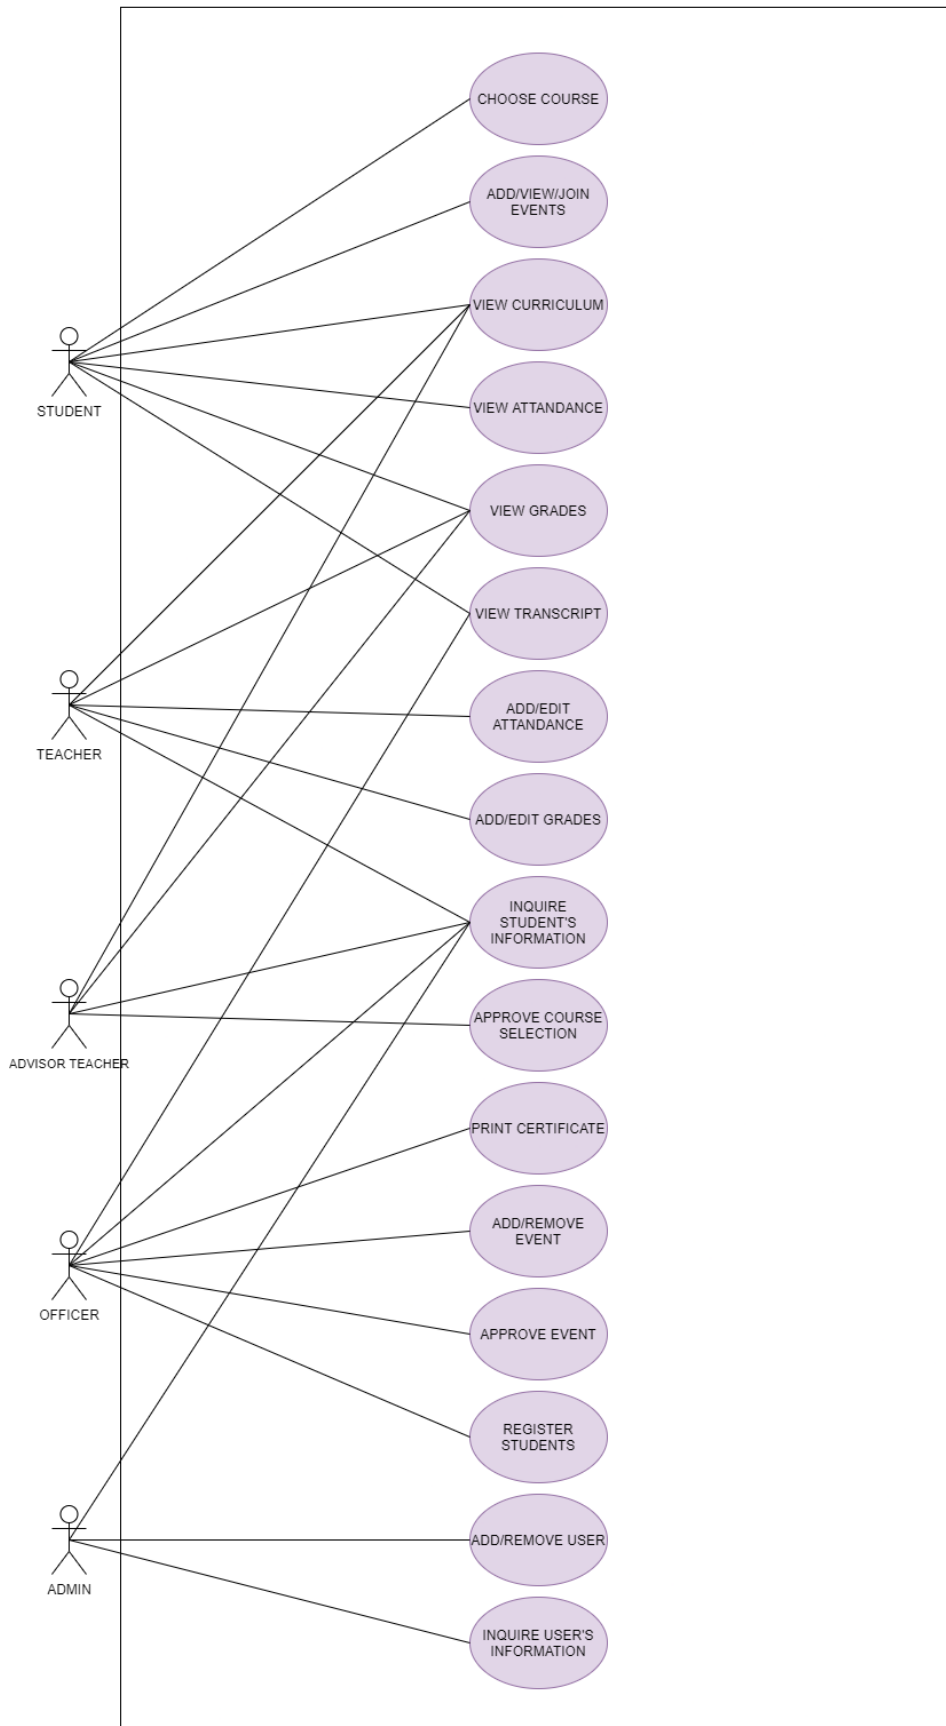 CHOOSE COURSE
ADD/VIEW/JOIN
EVENTS
VIEW CURRICULUM
STUDENT
VIEW ATTANDANCE
VIEW GRADES
VIEW TRANSCRIPT
TEACHER
ADD/EDIT
ATTANDANCE
ADD/EDIT GRADES
INQUIRE
STUDENT'S
INFORMATION
ADVISOR TEACHER
APPROVE COURSE
SELECTION
PRINT CERTIFICATE
ADD/REMOVE
EVENT
OFFICER
APPROVE EVENT
REGISTER
STUDENTS
ADD/REMOVE USER
ADMIN
INQUIRE USER'S
INFORMATION